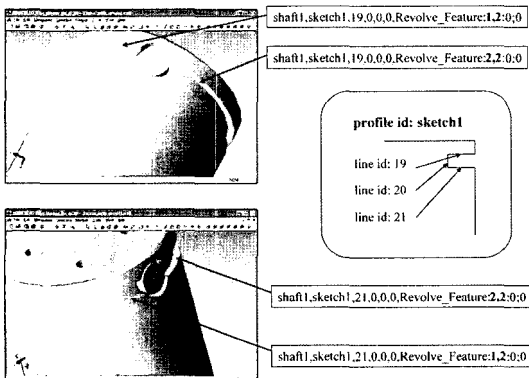 shaft1,sketch1,19,0,0,0,Revolve_Feature:1,2:0;0
shaft1,sketch1,19,0,0,0,Revolve_Feature:2,2:0;0
profile id: sketch1
line id: 19
line id: 20
line id: 21
shaft1,sketch1,21,0,0,0,Revolve_Feature:2,2:0;0
shaft1,sketch1,21,0,0,0,Revolve_Feature:1,2:0;0